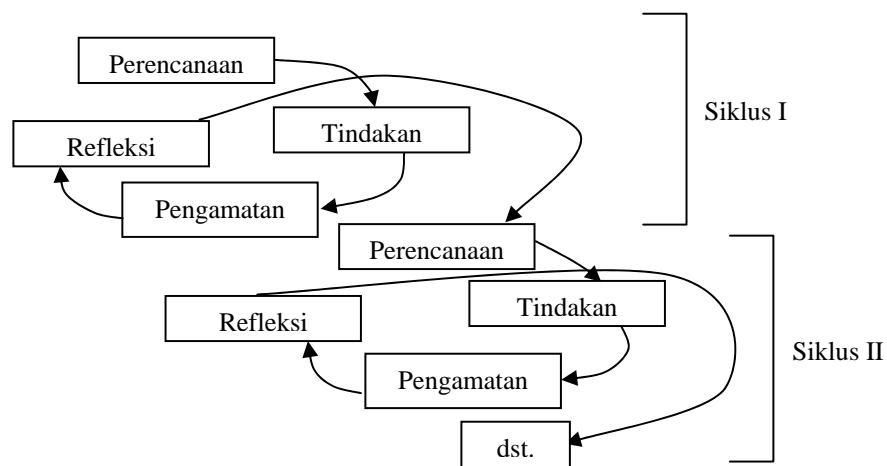 Perencanaan
Siklus I
Tindakan
Refleksi
Pengamatan
Perencanaan
Tindakan
Refleksi
Siklus II
Pengamatan
dst.